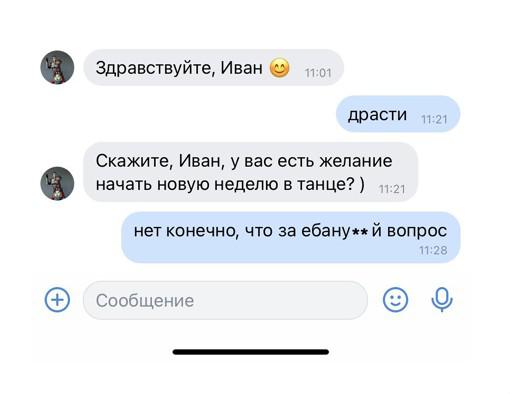 Здравствуйте, Иван 😊 11:01
драсти 11:21
Скажите, Иван, у вас есть желание
начать новую неделю в танце? ) 11:21
нет конечно, что за ебану**й вопрос
11:28
Сообщение